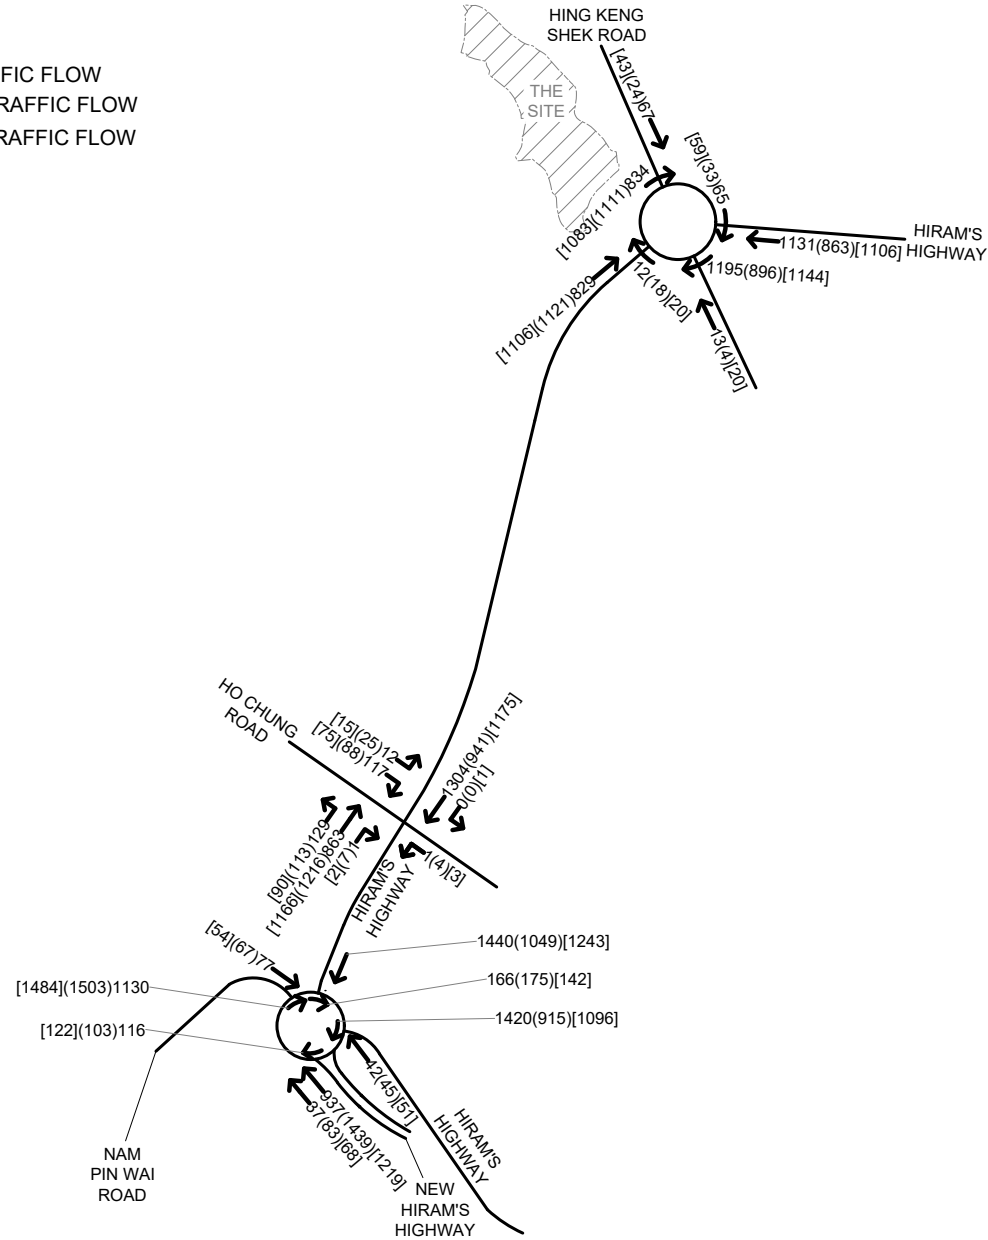 HING KENG
SHEK ROAD
FIC FLOW
RAFFIC FLOW
RAFFIC FLOW
THE
SITE
[43](24)67
[59](33)65
[1083](1111)834
HIRAM'S
HIGHWAY
1131(863)[1106]
1195(896)[1144]
12(18)[20]
[1106](1121)829
13(4)[20]
HO CHUNG
ROAD
[15](25)12
[75](88)117
1304(941)[1175]
0(0)[1]
[90](113)129
[1166](1216)863
[2](7)1
1(4)[3]
HIRAM'S
HIGHWAY
[54](67)77
1440(1049)[1243]
[1484](1503)1130
166(175)[142]
1420(915)[1096]
[122](103)116
42(45)[51]
937(1439)[1219]
37(83)[68]
HIRAM'S
HIGHWAY
NAM
PIN WAI
ROAD
NEW
HIRAM'S
HIGHWAY